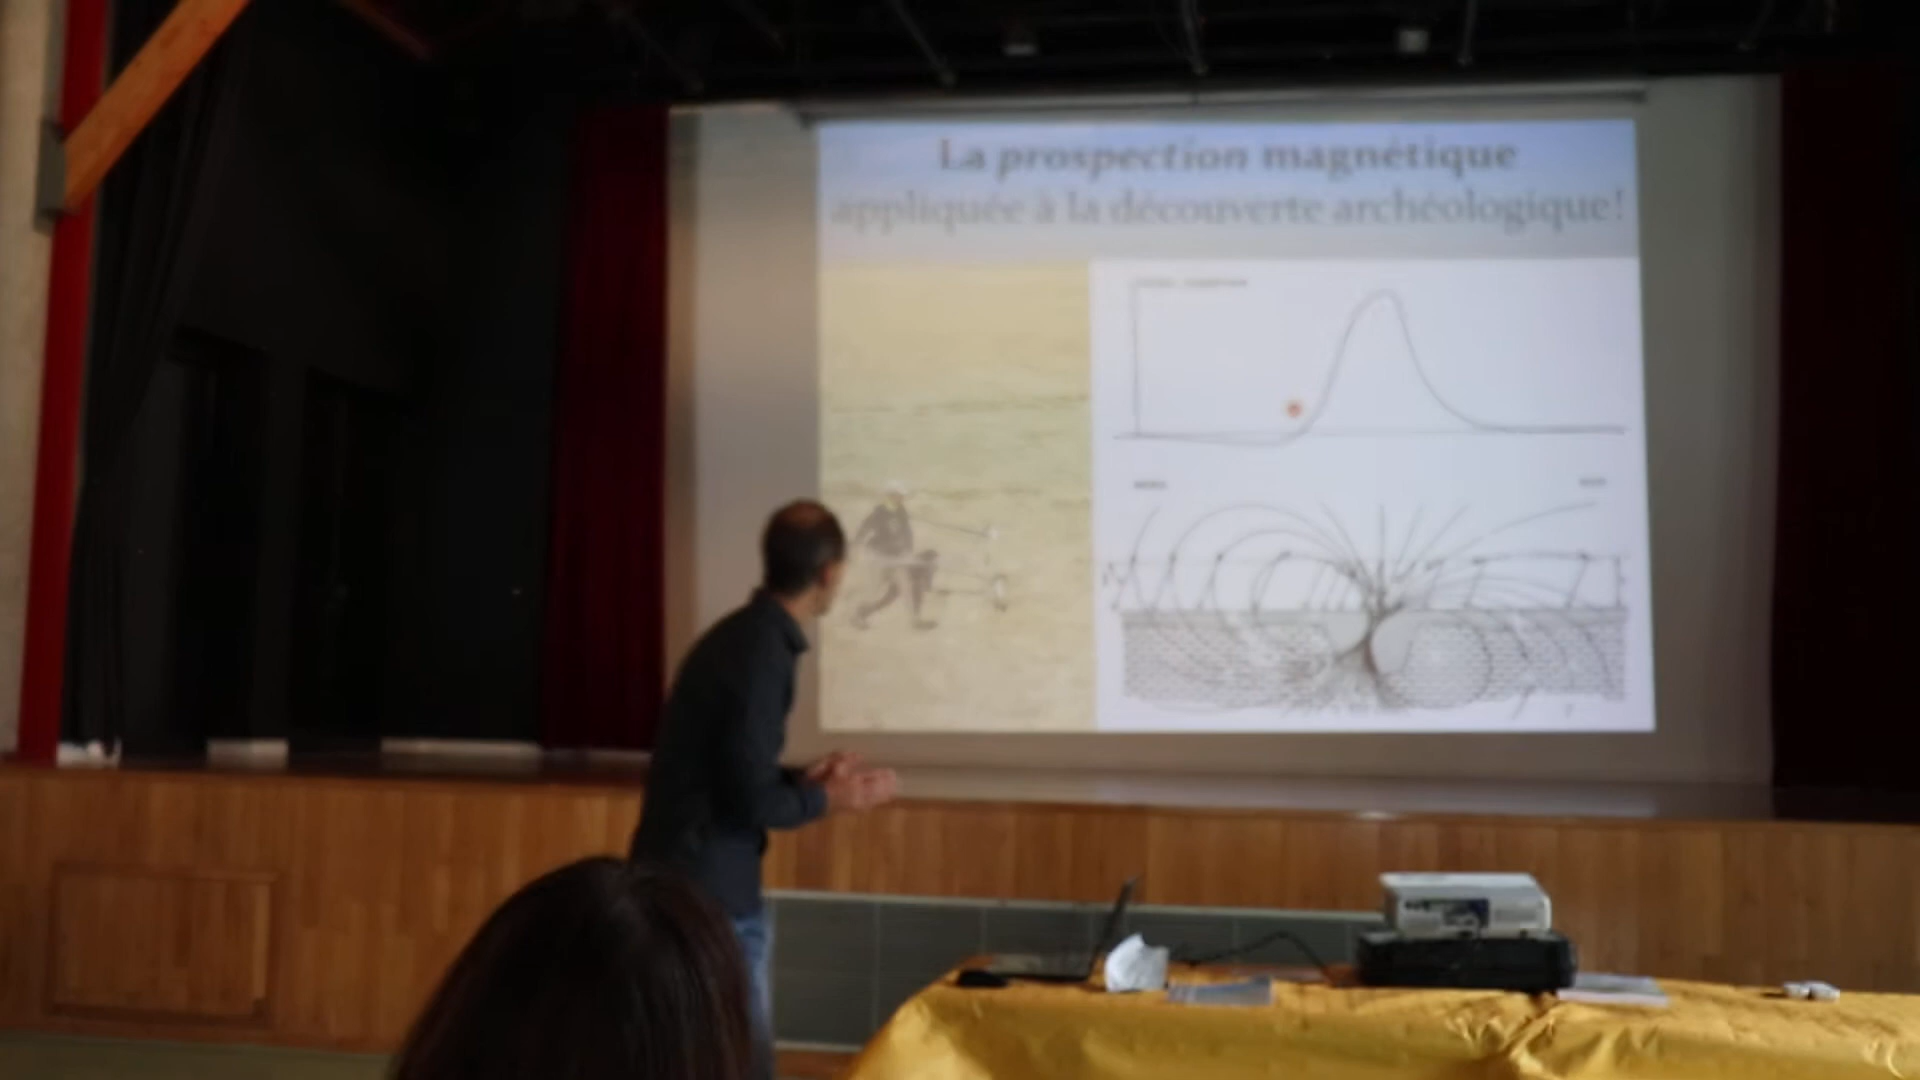 La prospection magnétique
appliquée à la découverte archéologique!